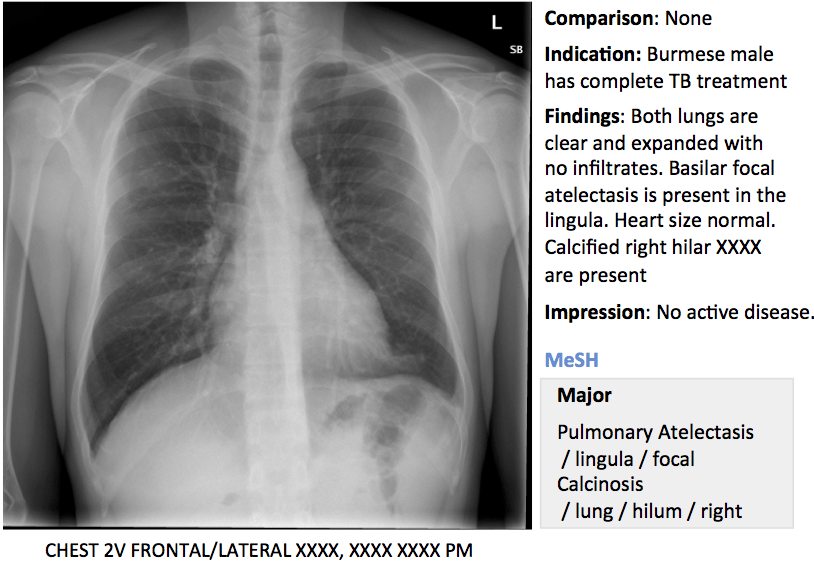 L
SB
Comparison: None
Indication: Burmese male
has complete TB treatment
Findings: Both lungs are
clear and expanded with
no infiltrates. Basilar focal
atelectasis is present in the
lingula. Heart size normal.
Calcified right hilar XXXX
are present
Impression: No active disease.
MeSH
Major
Pulmonary Atelectasis
/ lingula / focal
Calcinosis
/ lung / hilum / right
CHEST 2V FRONTAL/LATERAL XXXX, XXXX XXXX PM